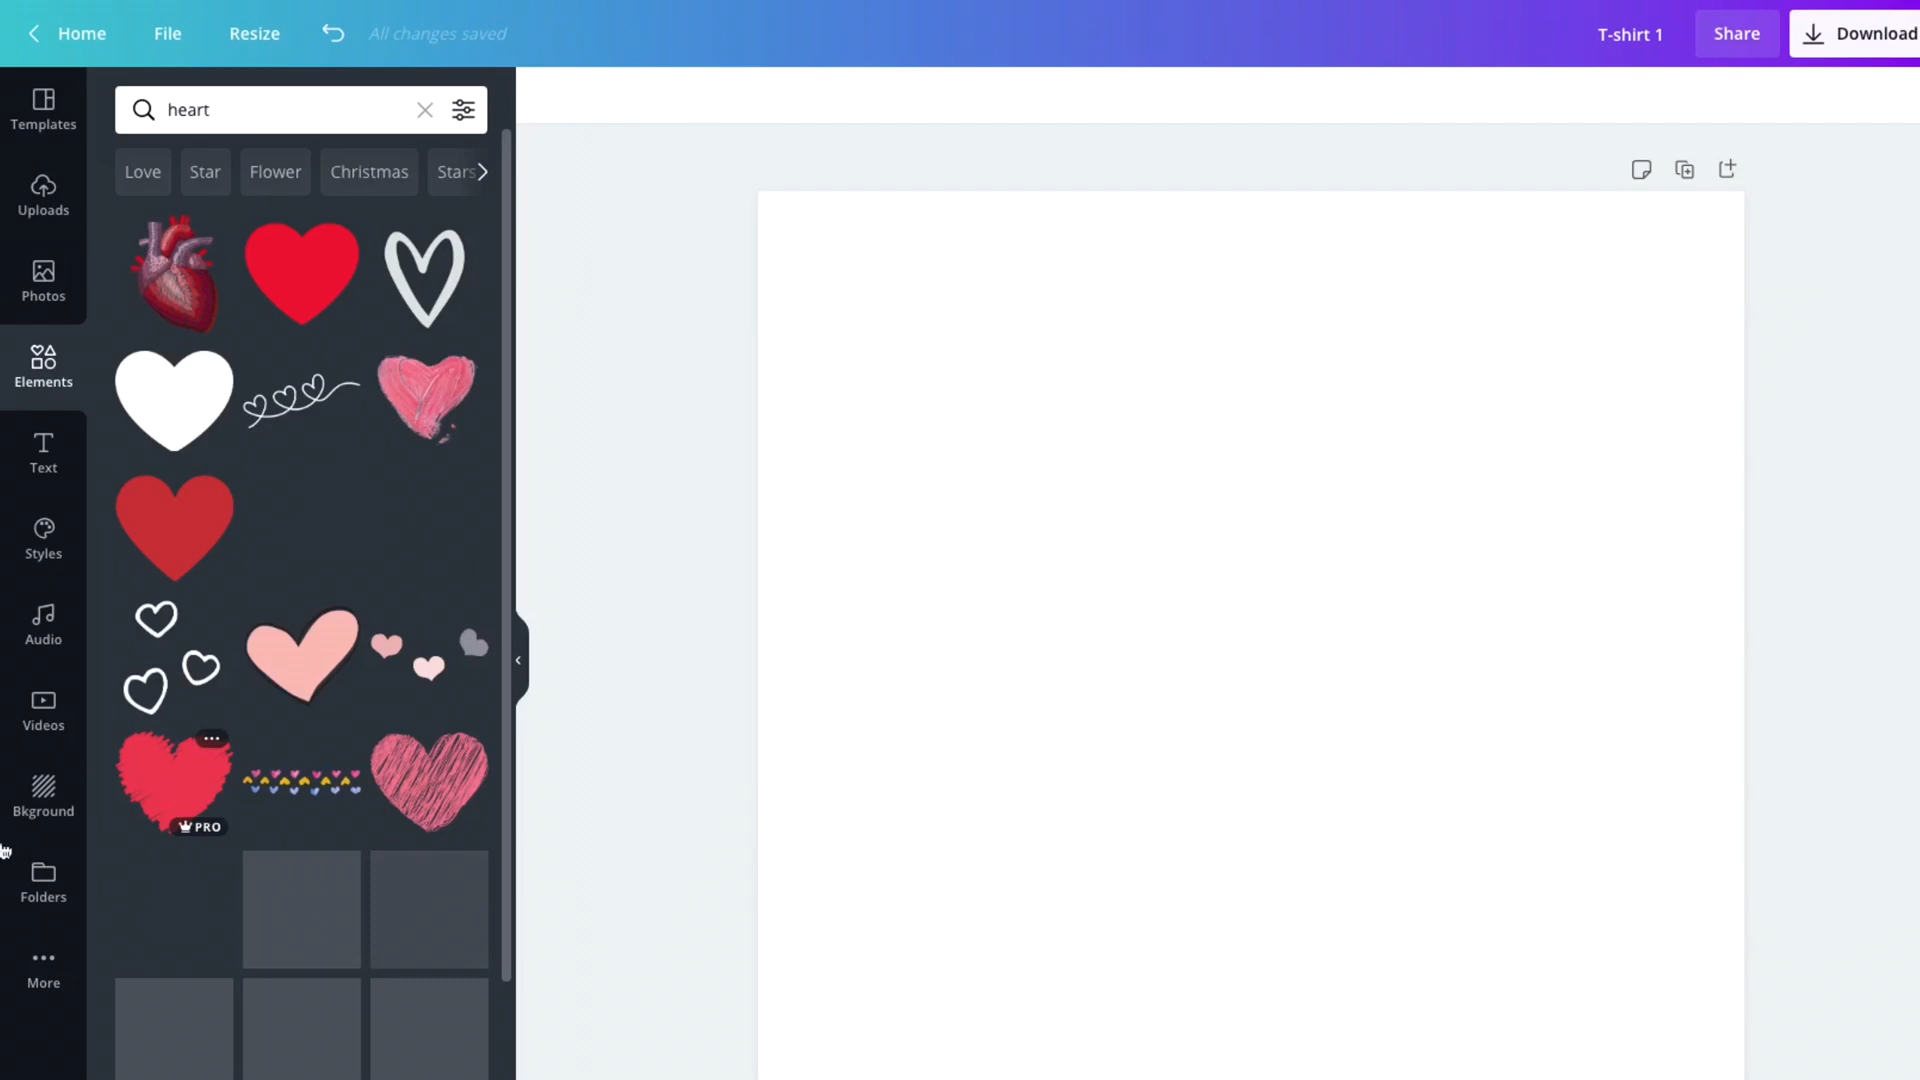 Home
File
Resize
All changes saved
T-shirt 1
Share
Download
heart
Love
Star
Flower
Christmas
Stars
Templates
Uploads
Photos
Elements
Text
Styles
Audio
Videos
Bkground
Folders
More
PRO